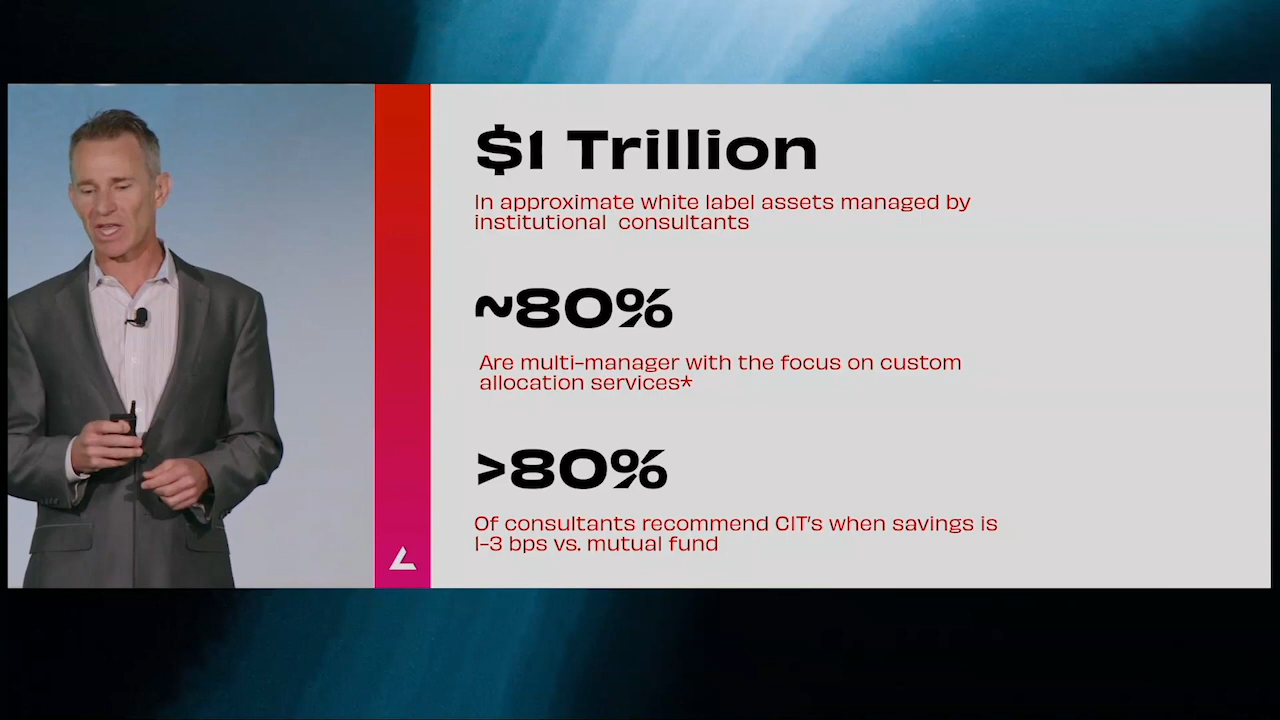 $1 Trillion
In approximate white label assets managed by
institutional consultants
~80%
Are multi-manager with the focus on custom
allocation services*
>80%
Of consultants recommend CIT's when savings is
1-3 bps vs. mutual fund